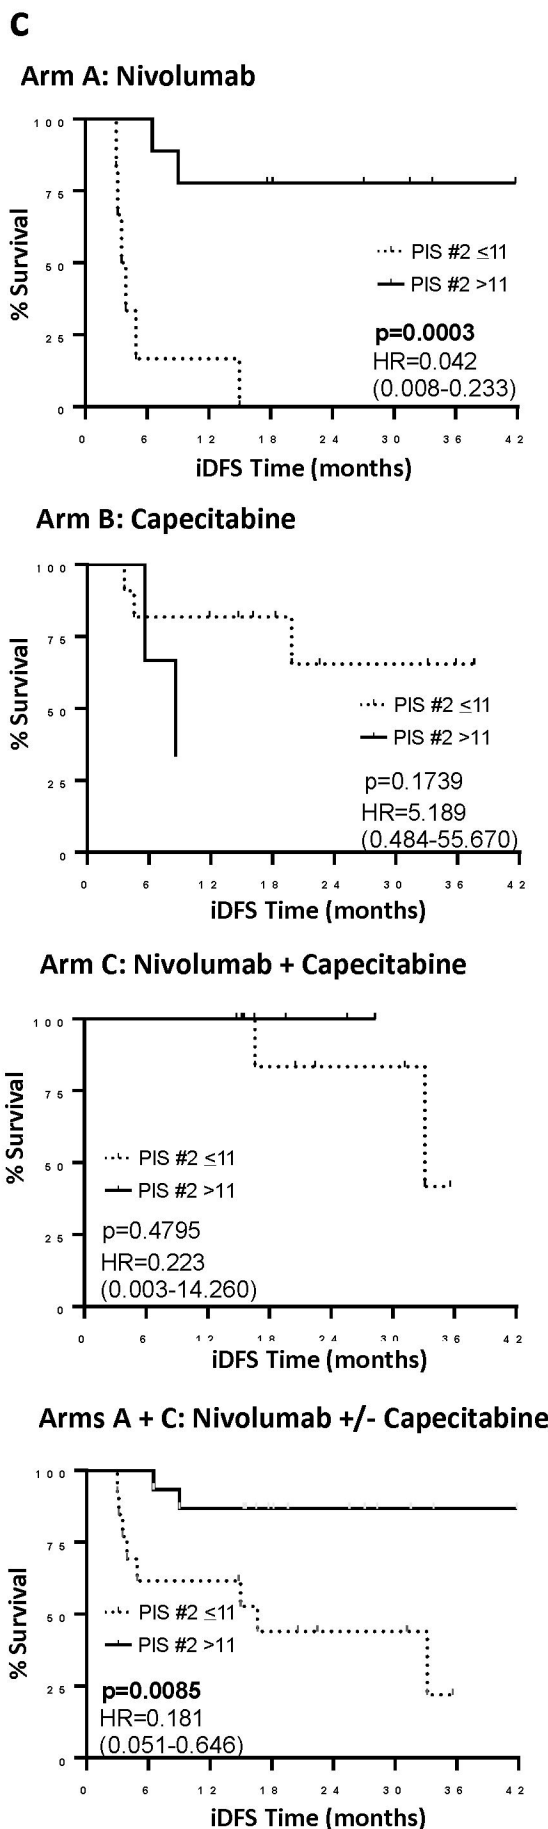 C
Arm A: Nivolumab
% Survival
100
75
50
25
0
PIS #2 ≤11
PIS #2 >11
p=0.0003
HR=0.042
(0.008-0.233)
0 6 12 18 24 30 36 42
iDFS Time (months)
Arm B: Capecitabine
% Survival
100
75
50
25
0
PIS #2 ≤11
PIS #2 >11
p=0.1739
HR=5.189
(0.484-55.670)
0 6 12 18 24 30 36 42
iDFS Time (months)
Arm C: Nivolumab + Capecitabine
% Survival
100
75
50
25
0
PIS #2 ≤11
PIS #2 >11
p=0.4795
HR=0.223
(0.003-14.260)
0 6 12 18 24 30 36 42
iDFS Time (months)
Arms A + C: Nivolumab +/- Capecitabine
% Survival
100
75
50
25
0
PIS #2 ≤11
PIS #2 >11
p=0.0085
HR=0.181
(0.051-0.646)
0 6 12 18 24 30 36 42
iDFS Time (months)